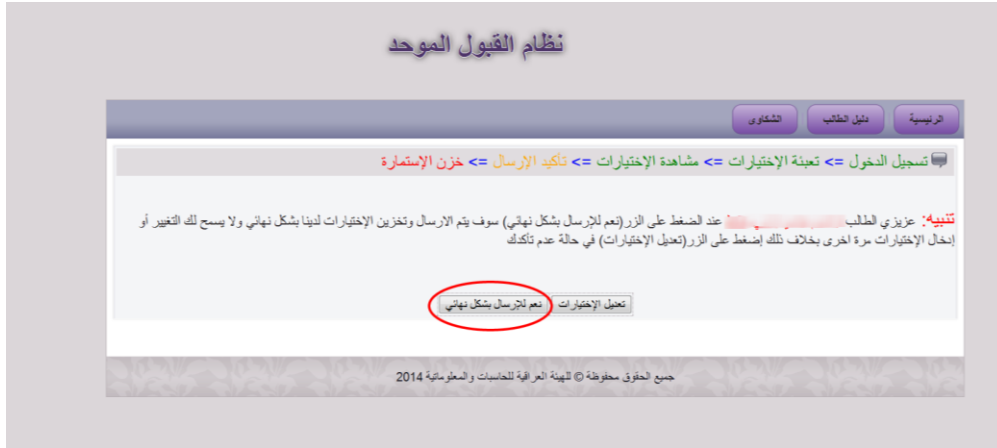 نظام القبول الموحد
الرئيسية دليل الطالب الشكاوى
تسجيل الدخول => تعبئة الإختيارات => مشاهدة الإختيارات => تأكيد الإرسال => خزن الإستمارة
تنبيه: عزيزي الطالب عند الضغط على الزر(نعم للإرسال بشكل نهائي) سوف يتم الارسال وتخزين الإختيارات لدينا بشكل نهائي ولا يسمح لك التغيير أو
إدخال الإختيارات مرة اخرى بخلاف ذلك إضغط على الزر(تعديل الإختيارات) في حالة عدم تأكدك
تعديل الإختيارات نعم للإرسال بشكل نهائي
جميع الحقوق محفوظة © للهيئة العراقية للحاسبات والمعلوماتية 2014